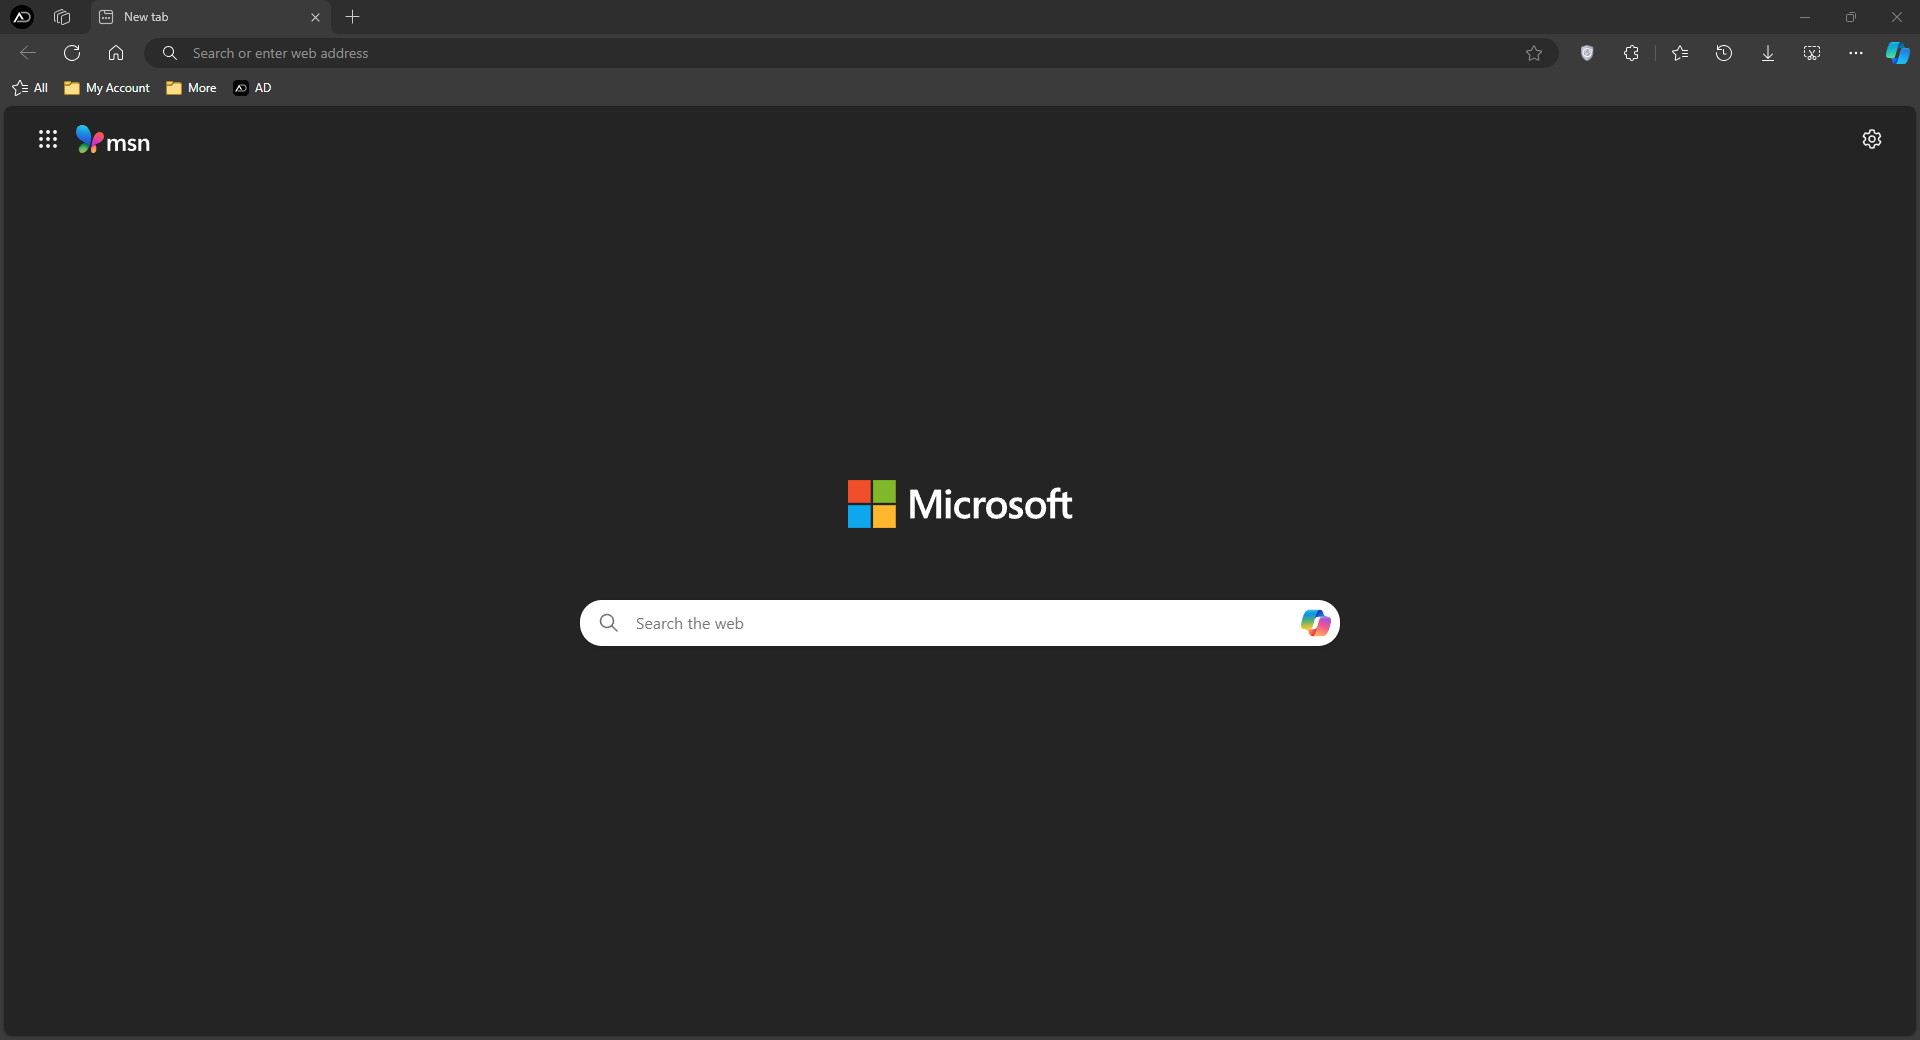 New tab
Search or enter web address
All My Account More AD
msn
Microsoft
Search the web